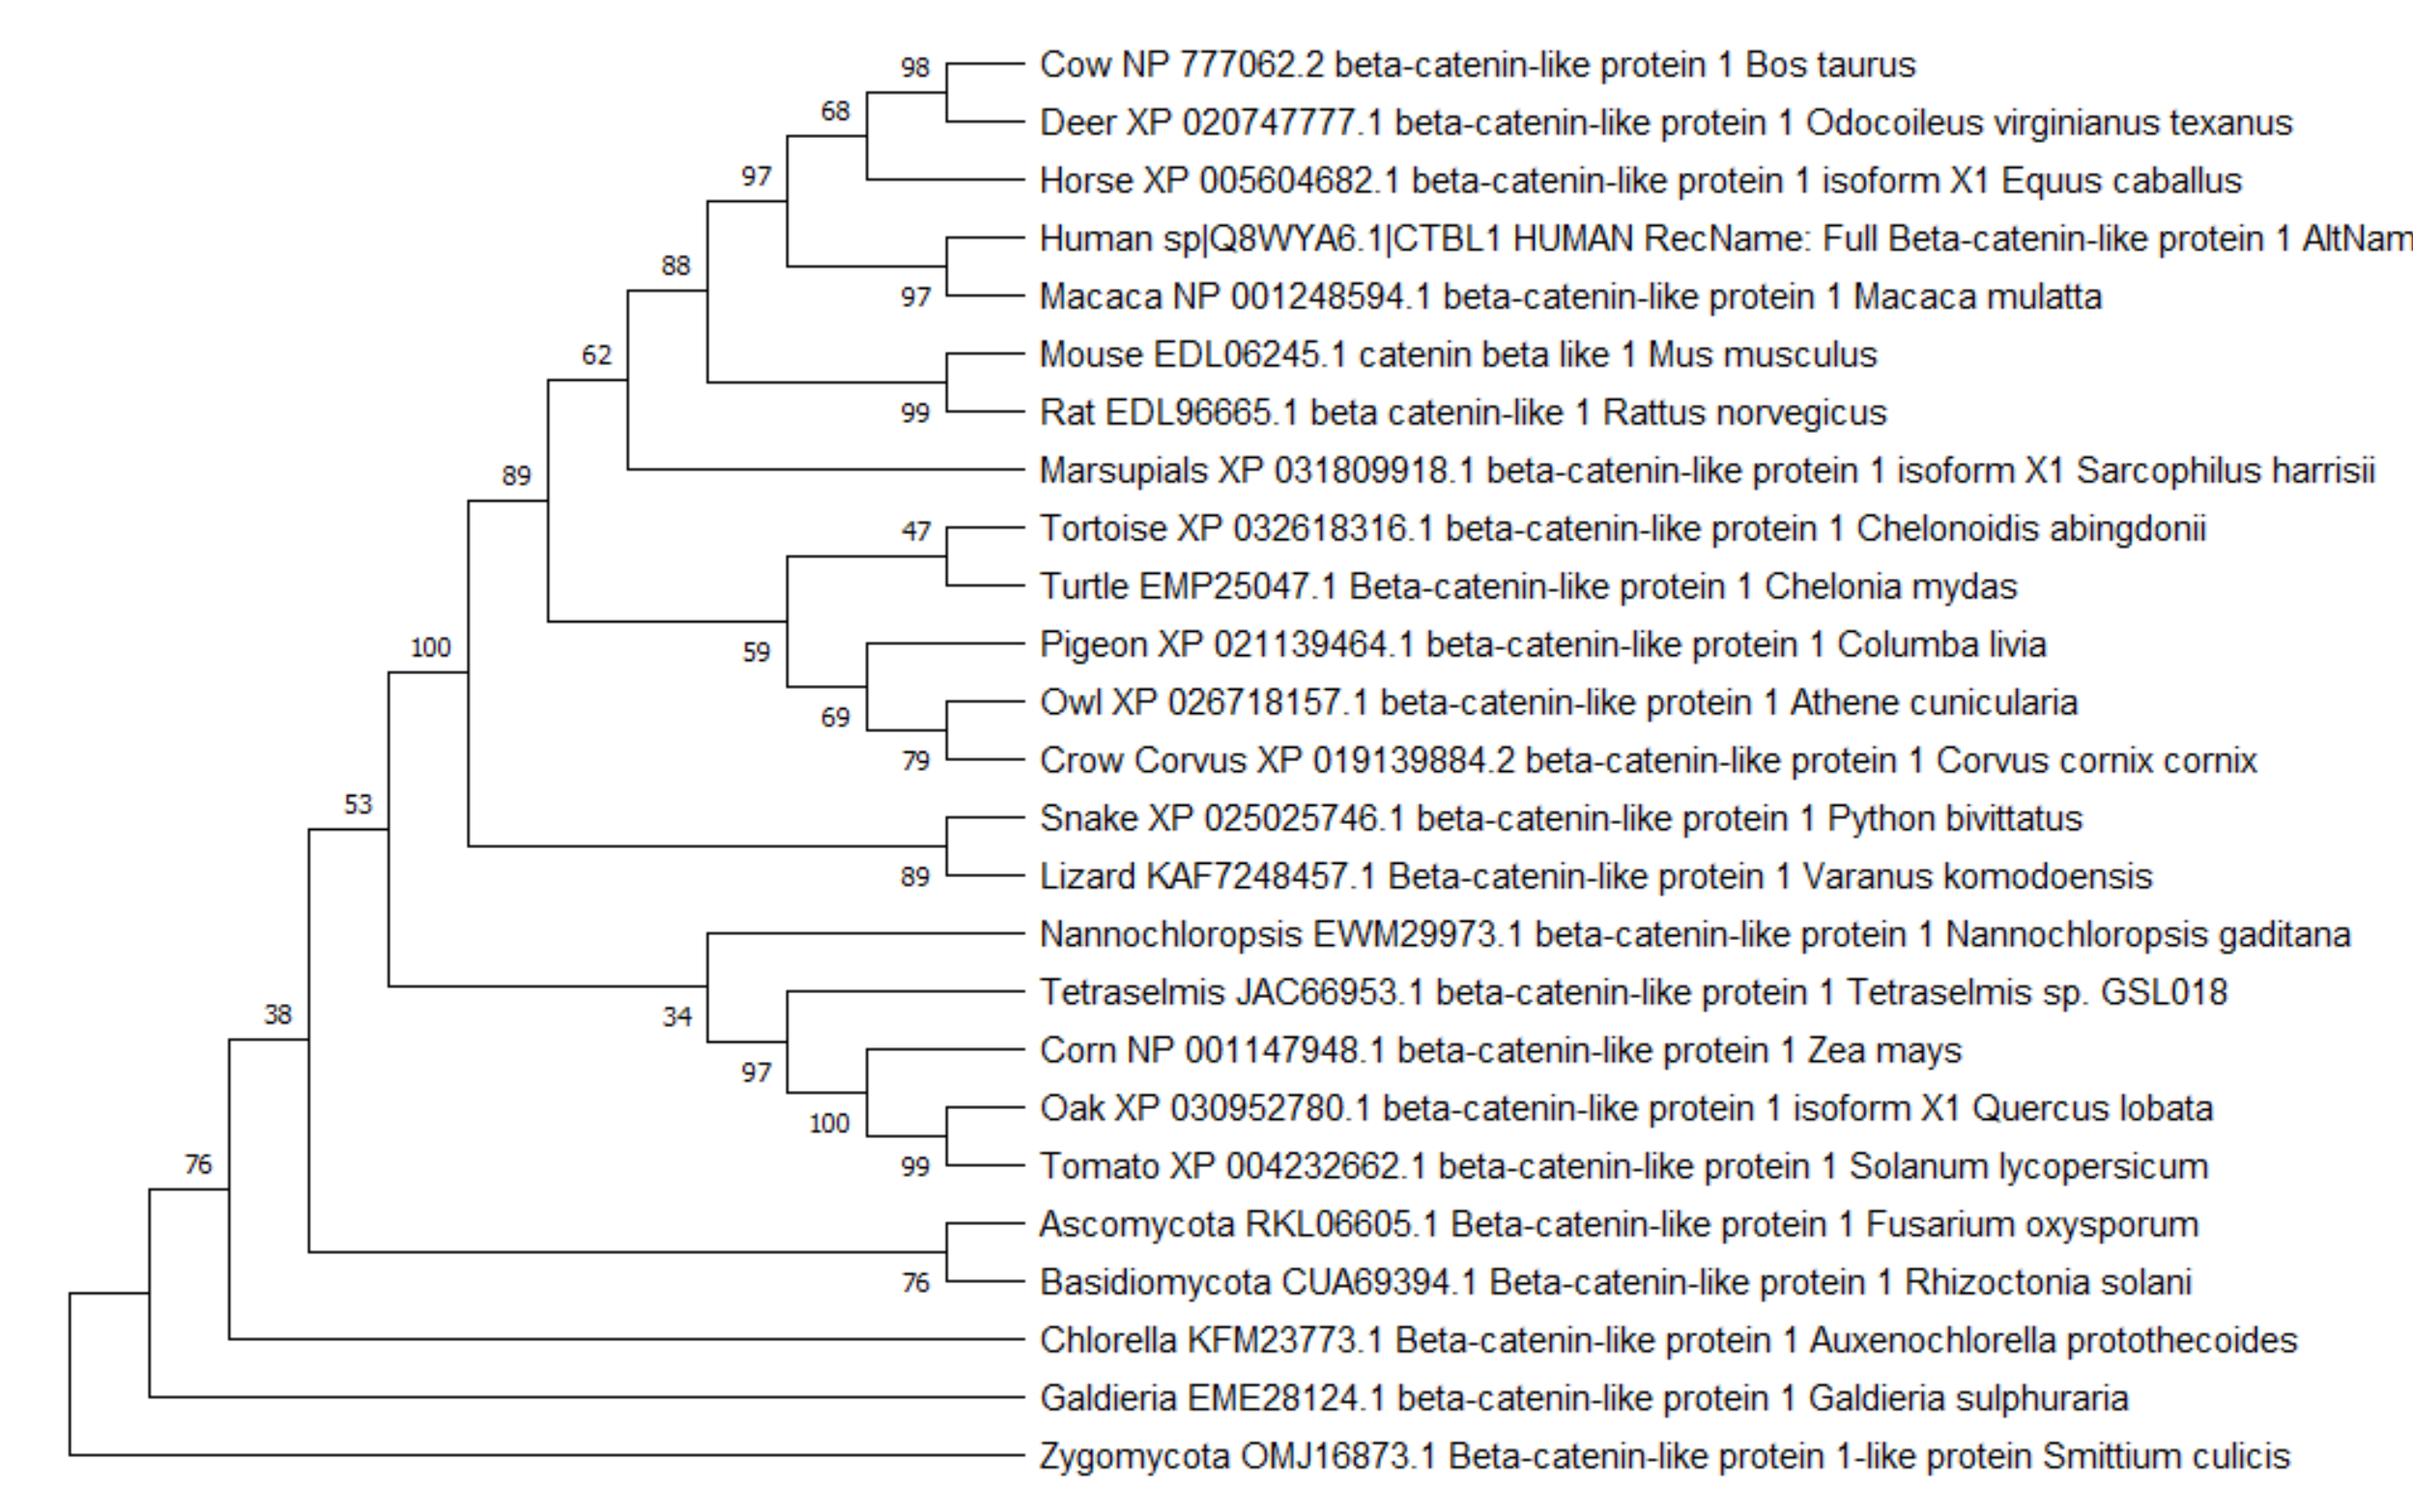 98
Cow NP 777062.2 beta-catenin-like protein 1 Bos taurus
68
Deer XP 020747777.1 beta-catenin-like protein 1 Odocoileus virginianus texanus
97
Horse XP 005604682.1 beta-catenin-like protein 1 isoform X1 Equus caballus
Human sp|Q8WYA6.1|CTBL1 HUMAN RecName: Full Beta-catenin-like protein 1 AltNam
88
97
Macaca NP 001248594.1 beta-catenin-like protein 1 Macaca mulatta
62
Mouse EDL06245.1 catenin beta like 1 Mus musculus
99
Rat EDL96665.1 beta catenin-like 1 Rattus norvegicus
89
Marsupials XP 031809918.1 beta-catenin-like protein 1 isoform X1 Sarcophilus harrisii
47
Tortoise XP 032618316.1 beta-catenin-like protein 1 Chelonoidis abingdonii
Turtle EMP25047.1 Beta-catenin-like protein 1 Chelonia mydas
100
59
Pigeon XP 021139464.1 beta-catenin-like protein 1 Columba livia
69
Owl XP 026718157.1 beta-catenin-like protein 1 Athene cunicularia
79
Crow Corvus XP 019139884.2 beta-catenin-like protein 1 Corvus cornix cornix
53
Snake XP 025025746.1 beta-catenin-like protein 1 Python bivittatus
89
Lizard KAF7248457.1 Beta-catenin-like protein 1 Varanus komodoensis
Nannochloropsis EWM29973.1 beta-catenin-like protein 1 Nannochloropsis gaditana
38
34
Tetraselmis JAC66953.1 beta-catenin-like protein 1 Tetraselmis sp. GSL018
97
Corn NP 001147948.1 beta-catenin-like protein 1 Zea mays
100
Oak XP 030952780.1 beta-catenin-like protein 1 isoform X1 Quercus lobata
76
99
Tomato XP 004232662.1 beta-catenin-like protein 1 Solanum lycopersicum
Ascomycota RKL06605.1 Beta-catenin-like protein 1 Fusarium oxysporum
76
Basidiomycota CUA69394.1 Beta-catenin-like protein 1 Rhizoctonia solani
Chlorella KFM23773.1 Beta-catenin-like protein 1 Auxenochlorella protothecoides
Galdieria EME28124.1 beta-catenin-like protein 1 Galdieria sulphuraria
Zygomycota OMJ16873.1 Beta-catenin-like protein 1-like protein Smittium culicis